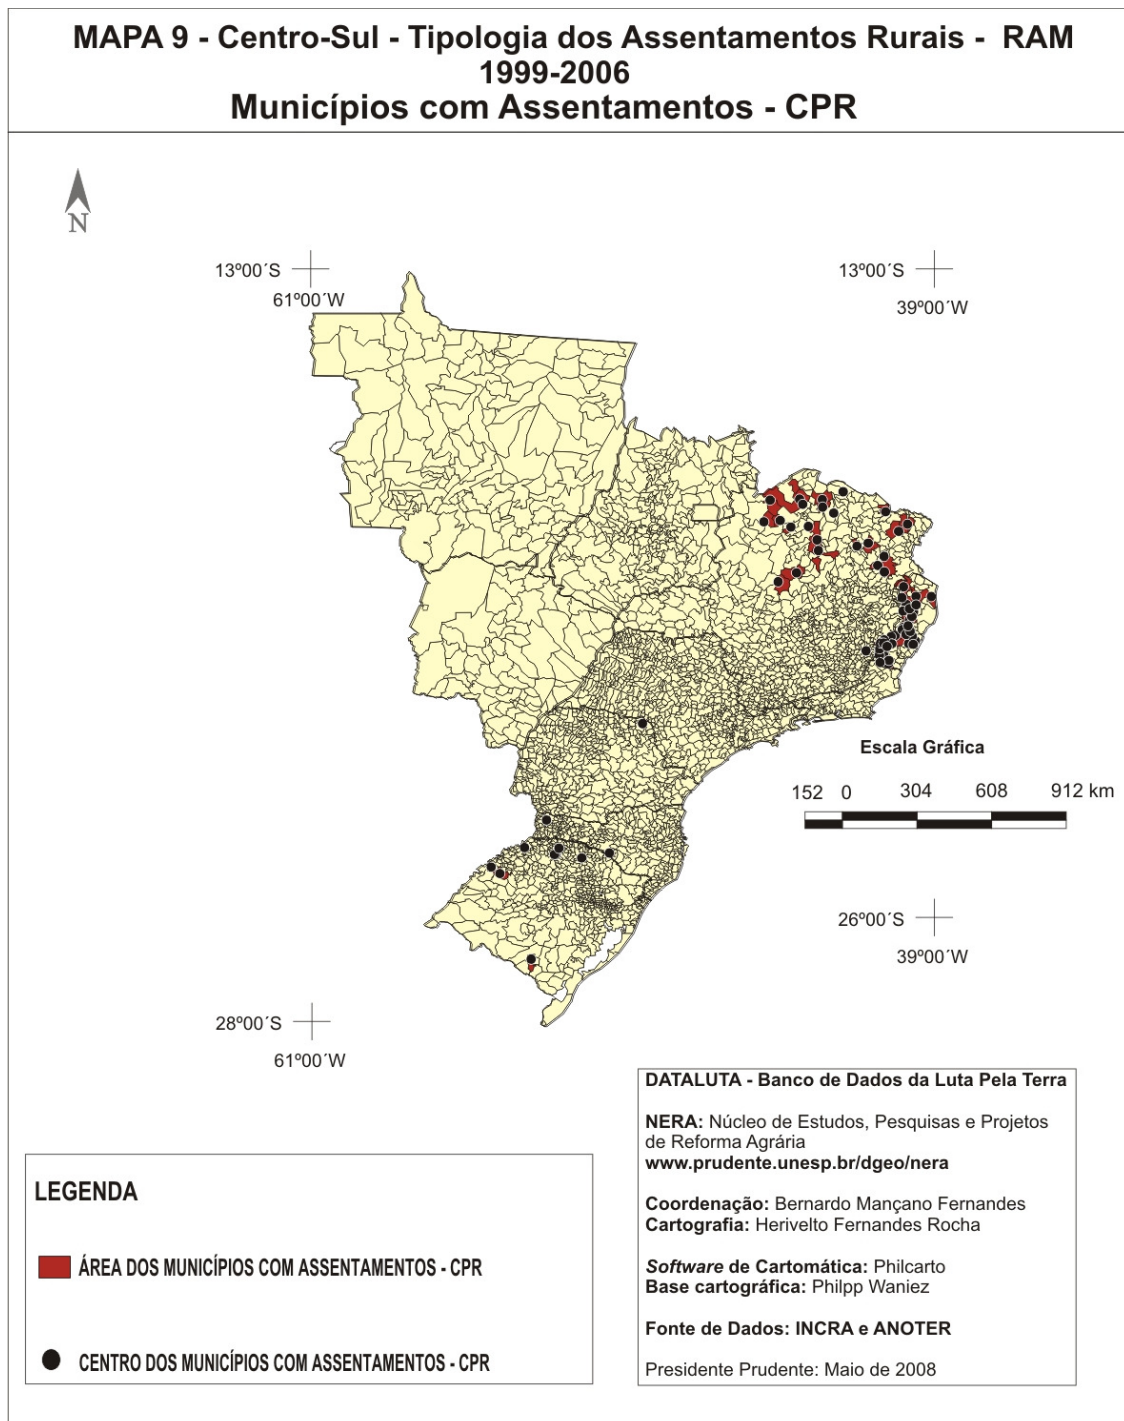 MAPA 9 - Centro-Sul - Tipologia dos Assentamentos Rurais - RAM
1999-2006
Municípios com Assentamentos - CPR
N
13º00´S
61º00´W
13º00´S
39º00´W
Escala Gráfica
152 0 304 608 912 km
26º00´S
39º00´W
28º00´S
61º00´W
DATALUTA - Banco de Dados da Luta Pela Terra
NERA: Núcleo de Estudos, Pesquisas e Projetos
de Reforma Agrária
www.prudente.unesp.br/dgeo/nera
Coordenação: Bernardo Mançano Fernandes
Cartografia: Herivelto Fernandes Rocha
Software de Cartomática: Philcarto
Base cartográfica: Philpp Waniez
Fonte de Dados: INCRA e ANOTER
Presidente Prudente: Maio de 2008
LEGENDA
ÁREA DOS MUNICÍPIOS COM ASSENTAMENTOS - CPR
CENTRO DOS MUNICÍPIOS COM ASSENTAMENTOS - CPR